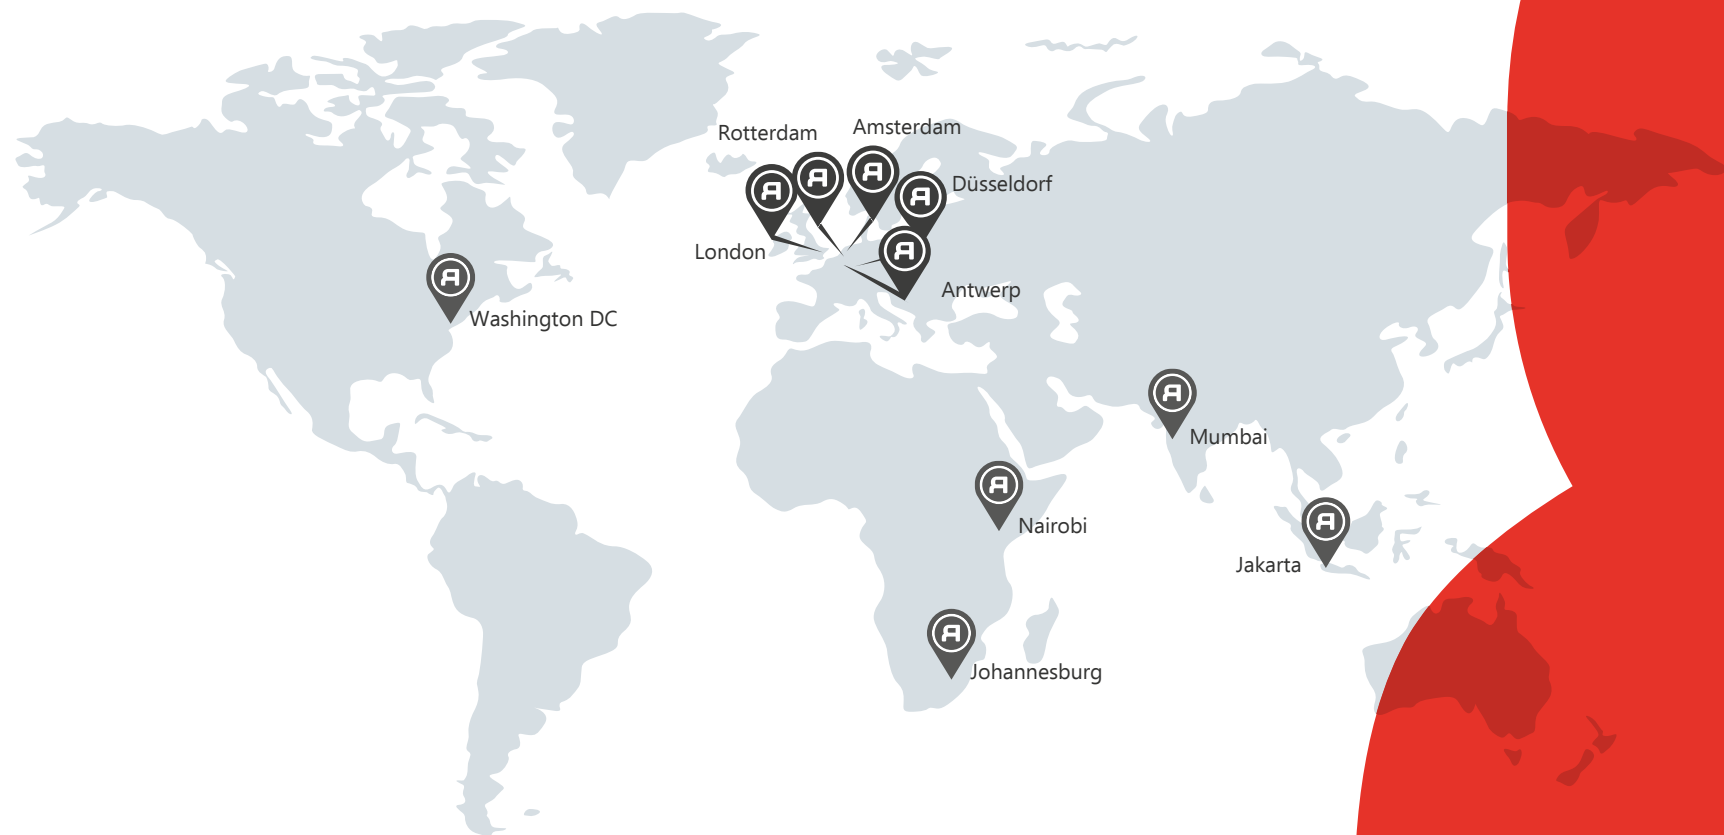 Rotterdam
Amsterdam
Düsseldorf
London
Antwerp
Washington DC
Mumbai
Nairobi
Jakarta
Johannesburg